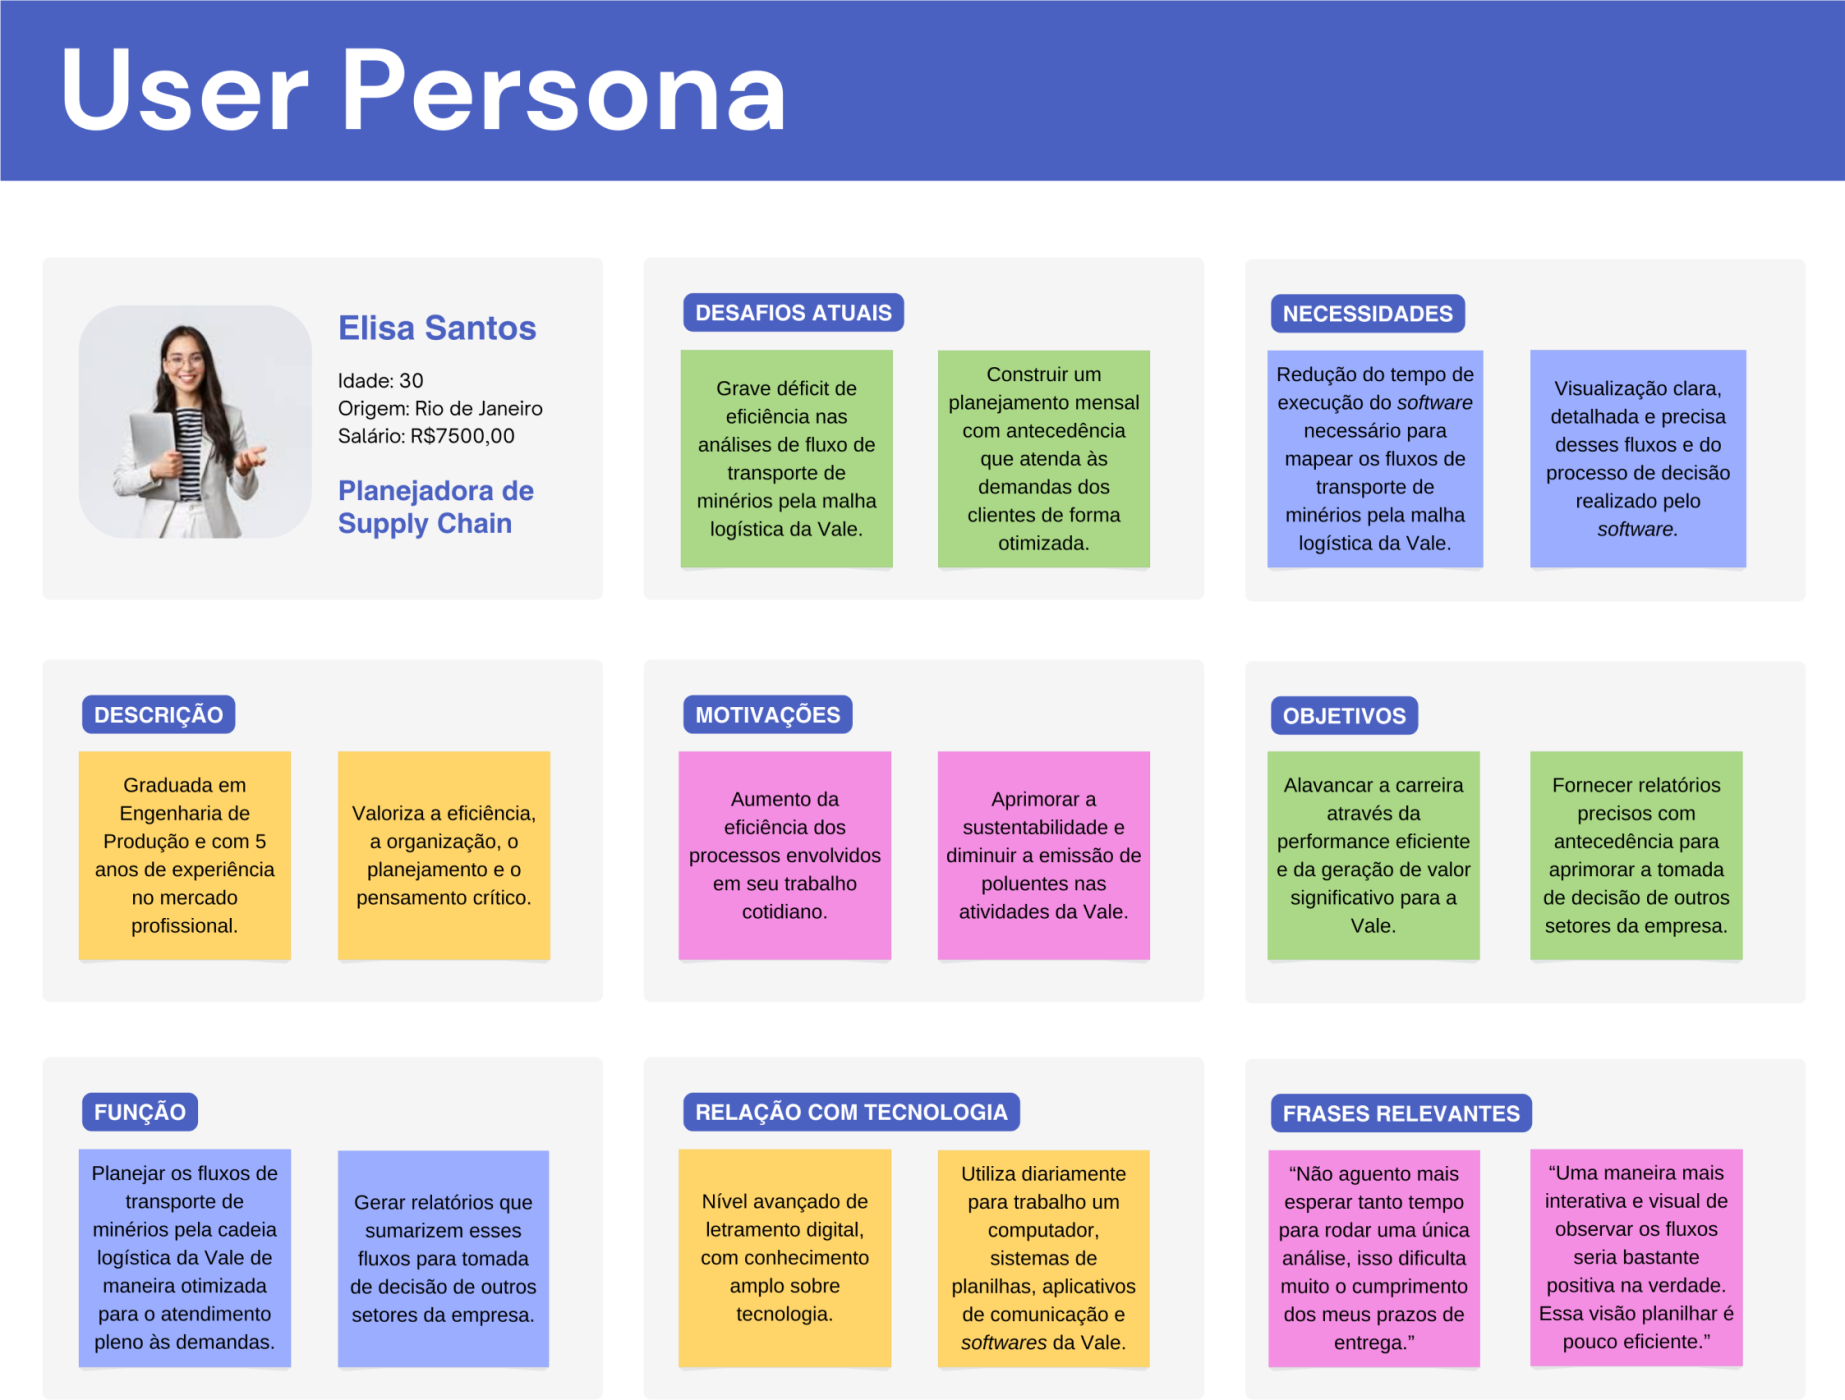 User Persona
Elisa Santos
Idade: 30
Origem: Rio de Janeiro
Salário: R$7500,00
Planejadora de
Supply Chain
DESAFIOS ATUAIS
Grave déficit de
eficiência nas
análises de fluxo de
transporte de
minérios pela malha
logística da Vale.
Construir um
planejamento mensal
com antecedência
que atenda às
demandas dos
clientes de forma
otimizada.
NECESSIDADES
Redução do tempo de
execução do software
necessário para
mapear os fluxos de
transporte de
minérios pela malha
logística da Vale.
Visualização clara,
detalhada e precisa
desses fluxos e do
processo de decisão
realizado pelo
software.
DESCRIÇÃO
Graduada em
Engenharia de
Produção e com 5
anos de experiência
no mercado
profissional.
Valoriza a eficiência,
a organização, o
planejamento e o
pensamento crítico.
MOTIVAÇÕES
Aumento da
eficiência dos
processos envolvidos
em seu trabalho
cotidiano.
Aprimorar a
sustentabilidade e
diminuir a emissão de
poluentes nas
atividades da Vale.
OBJETIVOS
Alavancar a carreira
através da
performance eficiente
e da geração de valor
significativo para a
Vale.
Fornecer relatórios
precisos com
antecedência para
aprimorar a tomada
de decisão de outros
setores da empresa.
FUNÇÃO
Planejar os fluxos de
transporte de
minérios pela cadeia
logística da Vale de
maneira otimizada
para o atendimento
pleno às demandas.
Gerar relatórios que
sumarizem esses
fluxos para tomada
de decisão de outros
setores da empresa.
RELAÇÃO COM TECNOLOGIA
Nível avançado de
letramento digital,
com conhecimento
amplo sobre
tecnologia.
Utiliza diariamente
para trabalho um
computador,
sistemas de
planilhas, aplicativos
de comunicação e
softwares da Vale.
FRASES RELEVANTES
“Não aguento mais
esperar tanto tempo
para rodar uma única
análise, isso dificulta
muito o cumprimento
dos meus prazos de
entrega.”
“Uma maneira mais
interativa e visual de
observar os fluxos
seria bastante
positiva na verdade.
Essa visão planilhar é
pouco eficiente.”